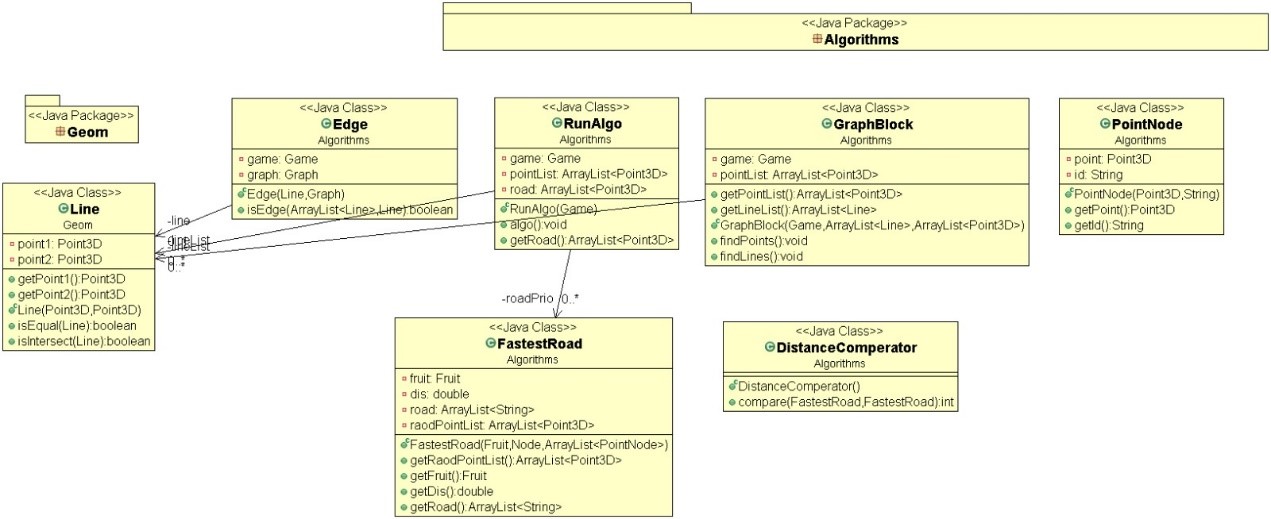 <<Java Package>>
Algorithms
<<Java Package>>
Geom
<<Java Class>>
Edge
Algorithms
game: Game
graph: Graph
Edge(Line,Graph)
isEdge(ArrayList<Line>,Line):boolean
<<Java Class>>
RunAlgo
Algorithms
game: Game
pointList: ArrayList<Point3D>
road: ArrayList<Point3D>
RunAlgo(Game)
algo():void
getRoad():ArrayList<Point3D>
<<Java Class>>
GraphBlock
Algorithms
game: Game
pointList: ArrayList<Point3D>
getPointList():ArrayList<Point3D>
getLineList():ArrayList<Line>
GraphBlock(Game,ArrayList<Line>,ArrayList<Point3D>)
findPoints():void
findLines():void
<<Java Class>>
PointNode
Algorithms
point: Point3D
id: String
PointNode(Point3D,String)
getPoint():Point3D
getId():String
<<Java Class>>
Line
Geom
point1: Point3D
point2: Point3D
getPoint1():Point3D
getPoint2():Point3D
Line(Point3D,Point3D)
isEqual(Line):boolean
isIntersect(Line):boolean
-line
-lineList
0..*
-roadPrio 0..*
<<Java Class>>
FastestRoad
Algorithms
fruit: Fruit
dis: double
road: ArrayList<String>
raodPointList: ArrayList<Point3D>
FastestRoad(Fruit,Node,ArrayList<PointNode>)
getRaodPointList():ArrayList<Point3D>
getFruit():Fruit
getDis():double
getRoad():ArrayList<String>
<<Java Class>>
DistanceComperator
Algorithms
DistanceComperator()
compare(FastestRoad,FastestRoad):int